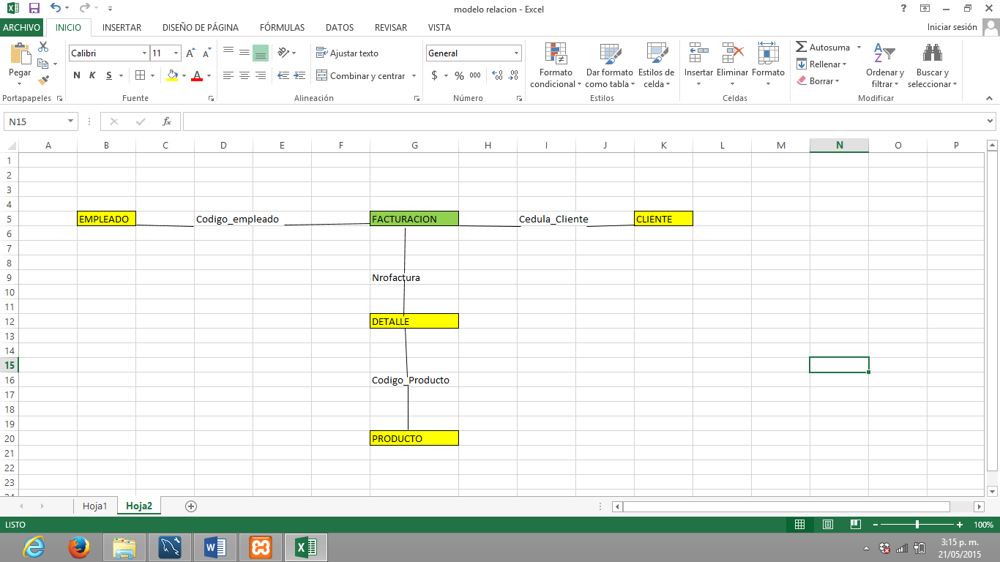 modelo relacion - Excel
ARCHIVO INICIO INSERTAR DISEÑO DE PÁGINA FÓRMULAS DATOS REVISAR VISTA Iniciar sesión
Pegar
Calibri 11
N K S
Ajustar texto
Combinar y centrar
General
$ % 000
Formato condicional
Dar formato como tabla
Estilos de celda
Insertar Eliminar Formato
Autosuma
Rellenar
Borrar
Ordenar y filtrar
Buscar y seleccionar
Portapapeles Fuente Alineación Número Estilos Celdas Modificar
N15 fx
A B C D E F G H I J K L M N O P
1
2
3
4
5 EMPLEADO Codigo_empleado FACTURACION Cedula_Cliente CLIENTE
6
7
8
9 Nrofactura
10
11
12 DETALLE
13
14
15
16 Codigo_Producto
17
18
19
20 PRODUCTO
21
22
23
24
Hoja1 Hoja2
LISTO 100%
3:15 p. m.
21/05/2015